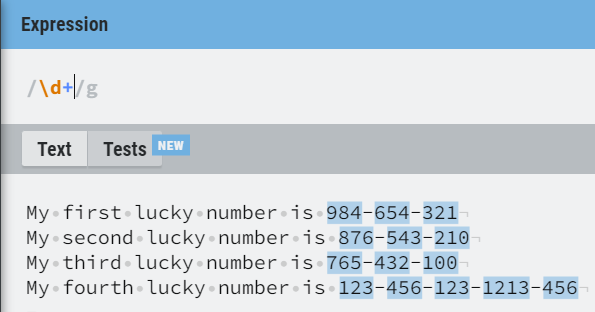 Expression
/\d+/g
Text Tests NEW
My first lucky number is 984-654-321
My second lucky number is 876-543-210
My third lucky number is 765-432-100
My fourth lucky number is 123-456-123-1213-456